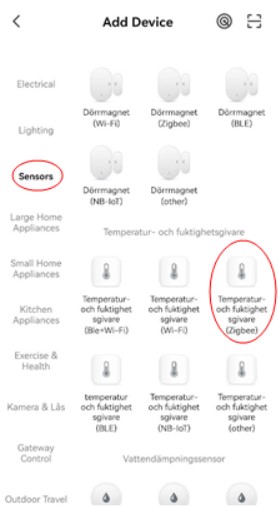 Add Device
Electrical
Lighting
Sensors
Large Home
Appliances
Small Home
Appliances
Kitchen
Appliances
Exercise &
Health
Kamera & Lås
Gateway
Control
Outdoor Travel
Dörrmagnet
(Wi-Fi)
Dörrmagnet
(Zigbee)
Dörrmagnet
(BLE)
Dörrmagnet
(NB-IoT)
Dörrmagnet
(other)
Temperatur- och fuktighetsgivare
Temperatur-
och fuktighet
sgivare
(Ble+Wi-Fi)
Temperatur-
och fuktighet
sgivare
(Wi-Fi)
Temperatur-
och fuktighet
sgivare
(Zigbee)
temperatur
och fuktighet
sgivare
(BLE)
Temperatur-
och fuktighet
sgivare
(NB-IoT)
Temperatur-
och fuktighet
sgivare
(other)
Vattendämpningssensor